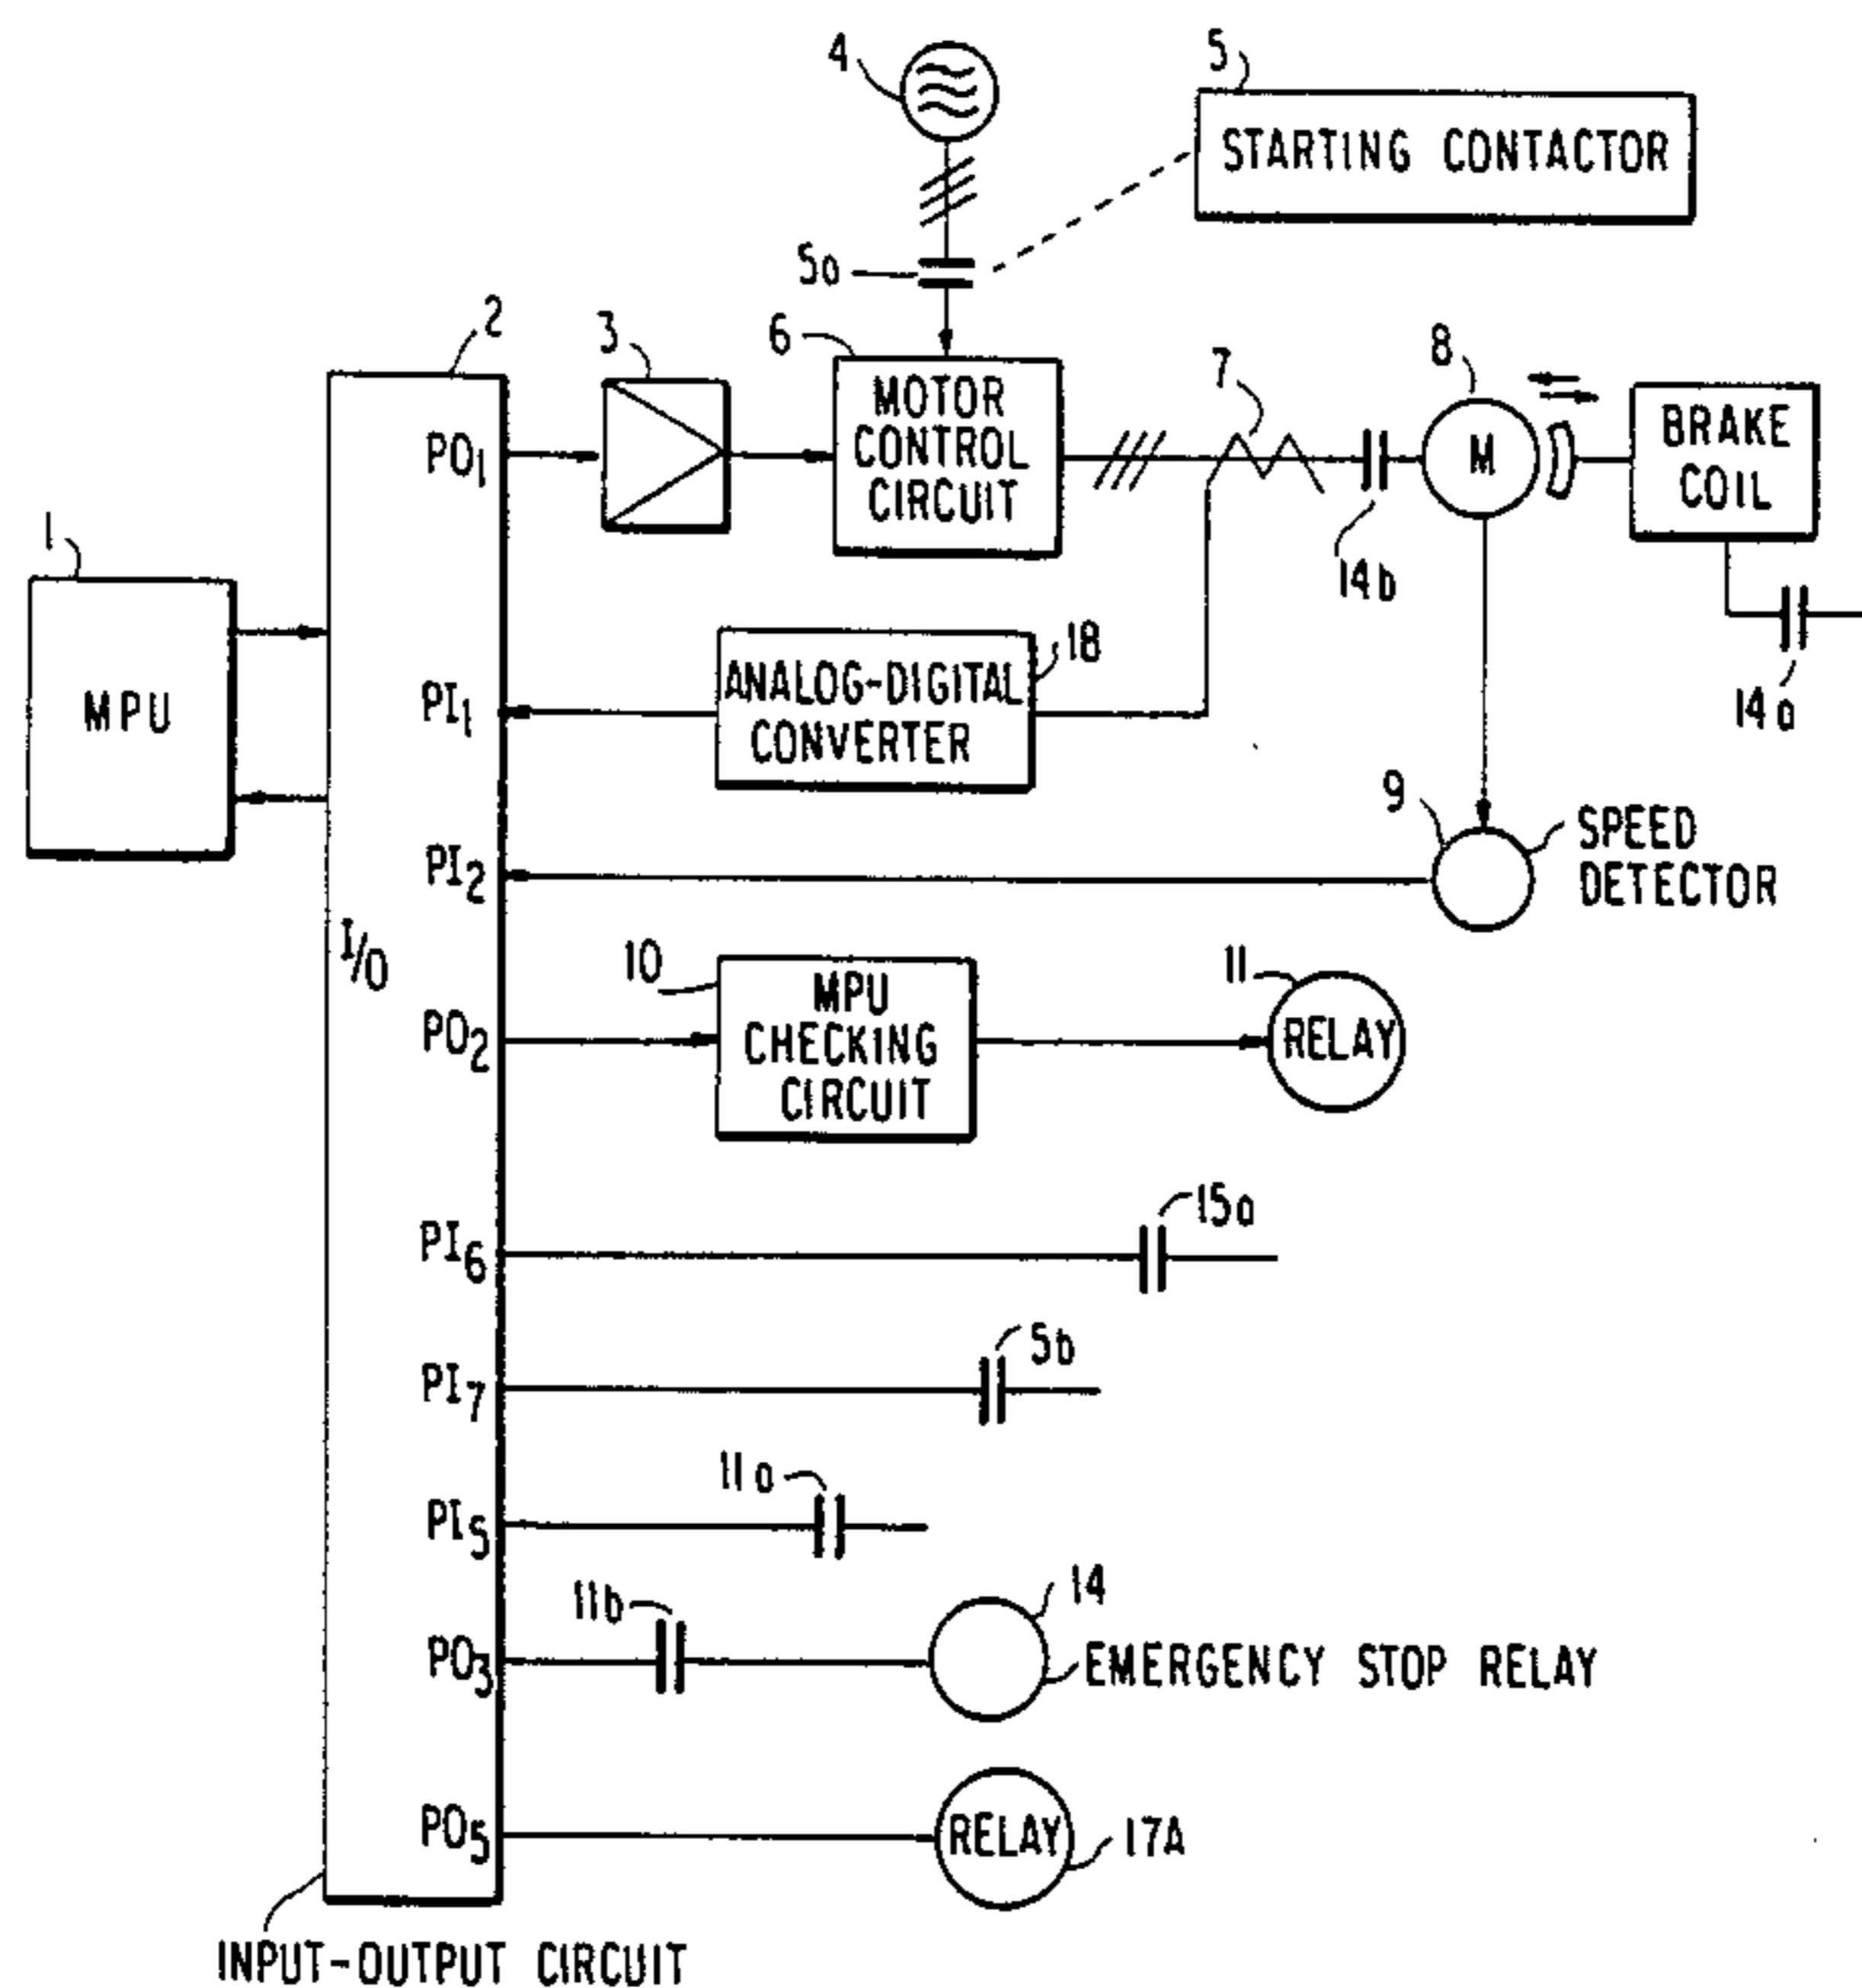 4
5
STARTING CONTACTOR
5a
2
3
6
MOTOR
CONTROL
CIRCUIT
7
8
M
BRAKE
COIL
PO1
14b
14a
1
MPU
PI1
ANALOG-DIGITAL
CONVERTER
18
9
SPEED
DETECTOR
PI2
I/O
10
MPU
CHECKING
CIRCUIT
11
RELAY
PO2
15a
PI6
5b
PI7
11a
PI5
11b
14
PO3
EMERGENCY STOP RELAY
PO5
RELAY
17A
INPUT-OUTPUT CIRCUIT